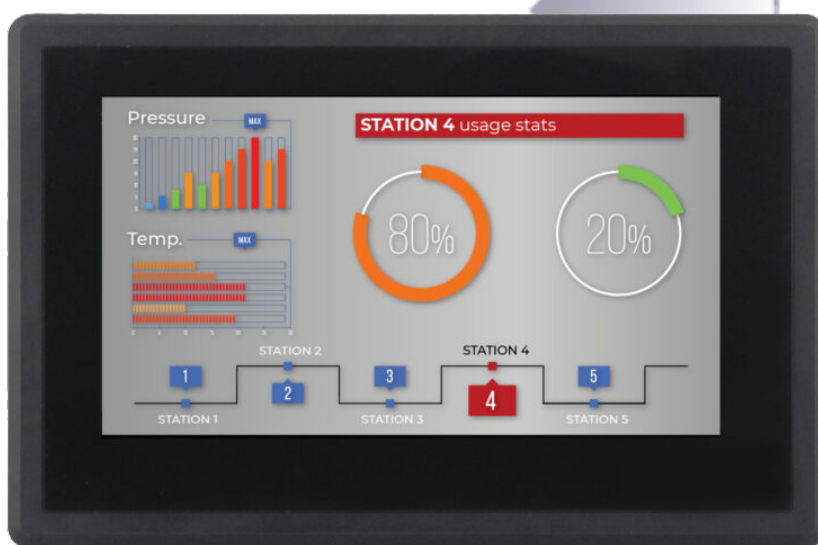 Pressure
MAX
STATION 4 usage stats
80%
20%
Temp.
MAX
STATION 2
STATION 4
1
3
5
2
4
STATION 1
STATION 3
STATION 5